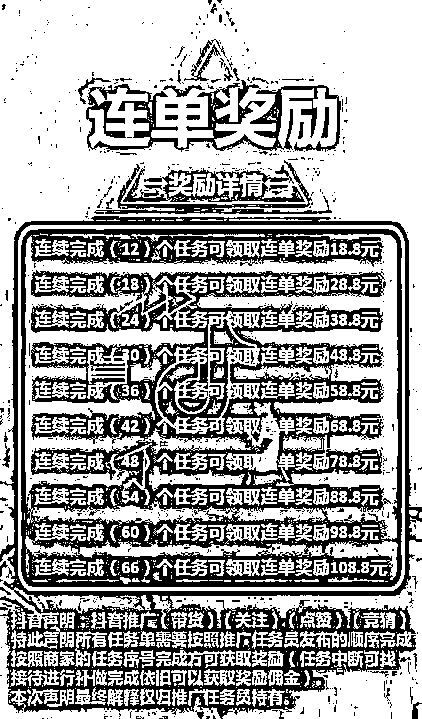 连单奖励
奖励详情
连续完成（12）个任务可领取连单奖励18.8元
连续完成（18）个任务可领取连单奖励28.8元
连续完成（24）个任务可领取连单奖励38.8元
连续完成（30）个任务可领取连单奖励48.8元
连续完成（36）个任务可领取连单奖励58.8元
连续完成（42）个任务可领取连单奖励68.8元
连续完成（48）个任务可领取连单奖励78.8元
连续完成（54）个任务可领取连单奖励88.8元
连续完成（60）个任务可领取连单奖励98.8元
连续完成（66）个任务可领取连单奖励108.8元
抖音声明：抖音推广（带货）（关注）（点赞）（竞猜）
持此声明所有任务单需要按照推广任务员发布的顺序完成
按照商家的任务序号完成方可获取奖励（任务中断可找
接待进行补做完成依旧可以获取奖励佣金）。
本次声明最终解释权归推广任务员持有。